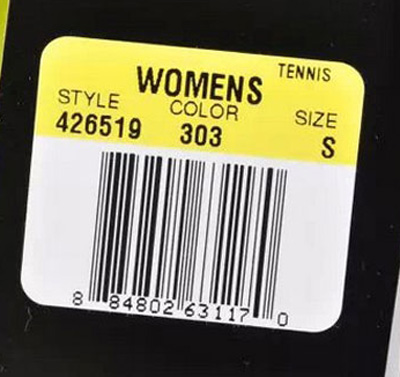 WOMENS TENNIS
STYLE COLOR SIZE
426519 303 S
8 84802 63117 0